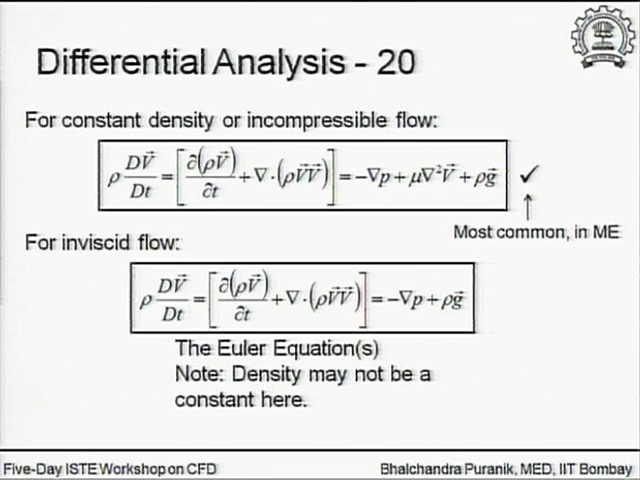 Differential Analysis - 20
For constant density or incompressible flow:
ρ DV⃗/Dt = [∂(ρV⃗)/∂t + ∇·(ρV⃗V⃗)] = -∇p + μ∇²V⃗ + ρg⃗ ✓
Most common, in ME
For inviscid flow:
ρ DV⃗/Dt = [∂(ρV⃗)/∂t + ∇·(ρV⃗V⃗)] = -∇p + ρg⃗
The Euler Equation(s)
Note: Density may not be a
constant here.
Five-Day ISTE Workshop on CFD
Bhalchandra Puranik, MED, IIT Bombay